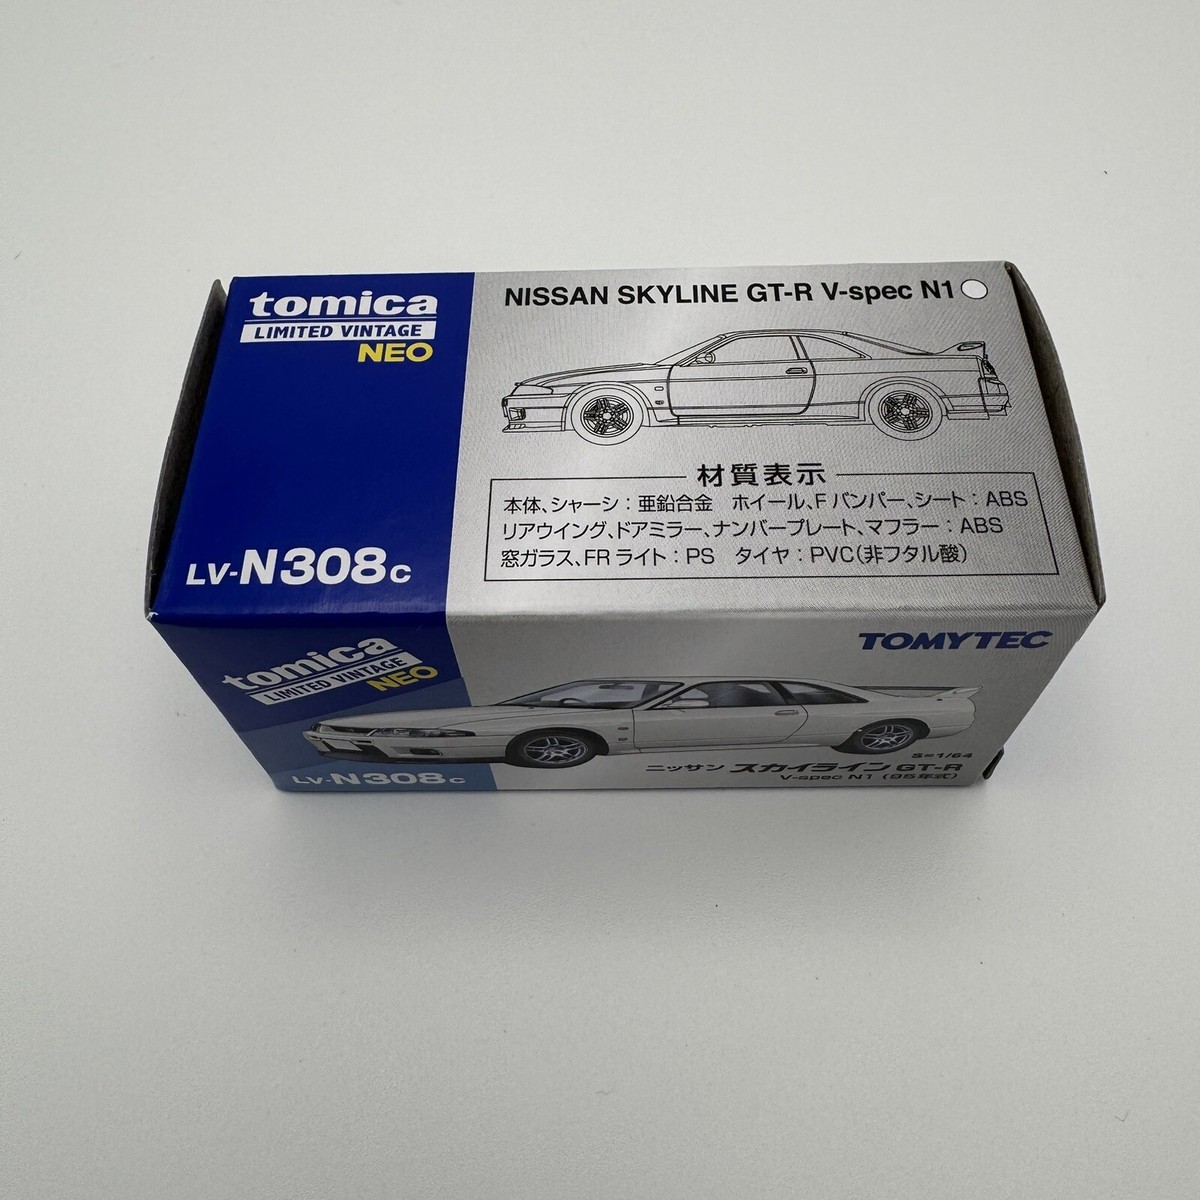 tomica
LIMITED VINTAGE
NEO
NISSAN SKYLINE GT-R V-spec N1
材質表示
本体、シャーシ：亜鉛合金 ホイール、Fバンパー、シート：ABS
リアウイング、ドアミラー、ナンバープレート、マフラー：ABS
窓ガラス、FRライト：PS タイヤ：PVC（非フタル酸）
LV-N308c
TOMYTEC
tomica
LIMITED VINTAGE
NEO
S=1/64
LV-N308c
ニッサン スカイライン GT-R
V-spec N1 (95年式)